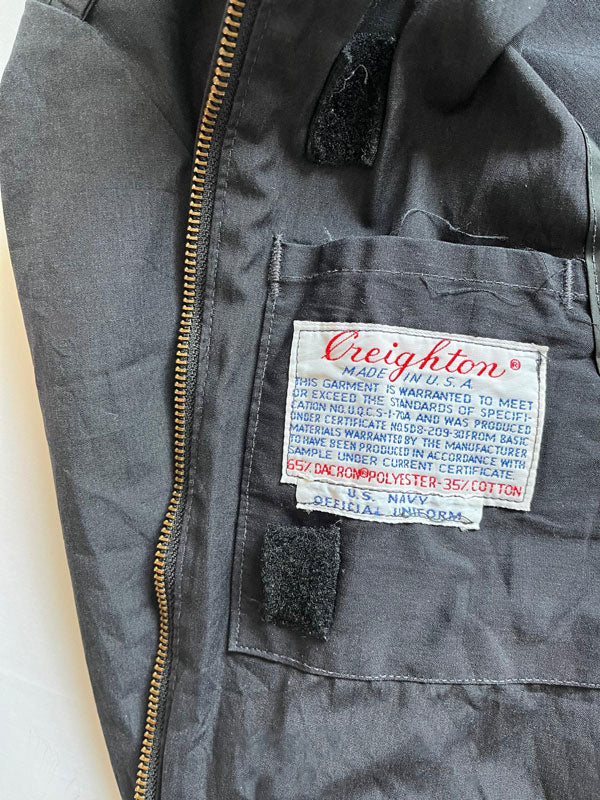 Creighton®
MADE IN U.S.A.
THIS GARMENT IS WARRANTED TO MEET
OR EXCEED THE STANDARDS OF SPECIFI
CATION NO. U.Q.C.S-1-70A AND WAS PRODUCED
UNDER CERTIFICATE NO. 5D8-209-30 FROM BASIC
MATERIALS WARRANTED BY THE MANUFACTURER
TO HAVE BEEN PRODUCED IN ACCORDANCE WITH
SAMPLE UNDER CURRENT CERTIFICATE.
65% DACRON® POLYESTER-35% COTTON
U.S. NAVY
OFFICIAL UNIFORM